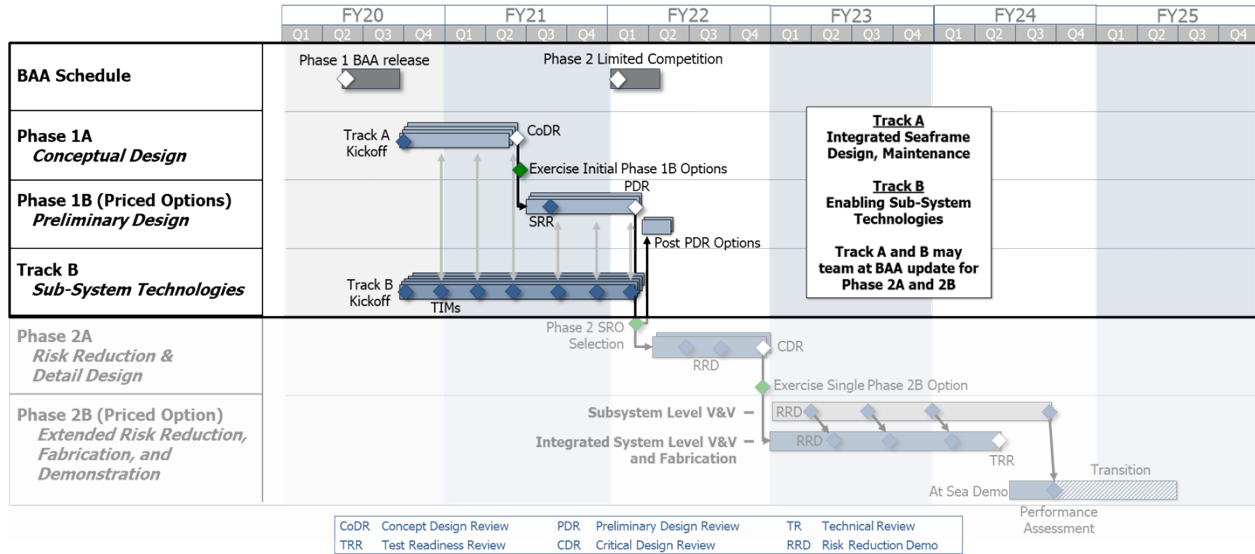 FY20 FY21 FY22 FY23 FY24 FY25
Q1 Q2 Q3 Q4 Q1 Q2 Q3 Q4 Q1 Q2 Q3 Q4 Q1 Q2 Q3 Q4 Q1 Q2 Q3 Q4 Q1 Q2 Q3 Q4
BAA Schedule
Phase 1 BAA release
Phase 2 Limited Competition
Phase 1A
Conceptual Design
Track A
Kickoff
CoDR
Exercise Initial Phase 1B Options
Track A
Integrated Seaframe
Design, Maintenance
Track B
Enabling Sub-System
Technologies
Track A and B may
team at BAA update for
Phase 2A and 2B
Phase 1B (Priced Options)
Preliminary Design
PDR
SRR
Post PDR Options
Track B
Sub-System Technologies
Track B
Kickoff
TIMs
Phase 2 SRO
Selection
Phase 2A
Risk Reduction &
Detail Design
RRD
CDR
Exercise Single Phase 2B Option
Phase 2B (Priced Option)
Extended Risk Reduction,
Fabrication, and
Demonstration
Subsystem Level V&V
RRD
Integrated System Level V&V
and Fabrication
RRD
TRR
At Sea Demo
Transition
Performance
Assessment
CoDR Concept Design Review PDR Preliminary Design Review TR Technical Review
TRR Test Readiness Review CDR Critical Design Review RRD Risk Reduction Demo